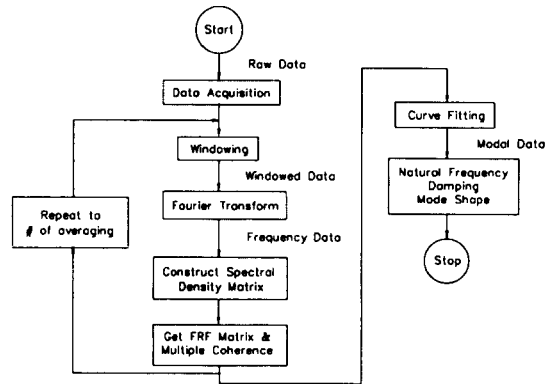 Start
Raw Data
Data Acquisition
Windowing
Windowed Data
Fourier Transform
Frequency Data
Construct Spectral
Density Matrix
Get FRF Matrix &
Multiple Coherence
Repeat to
# of averaging
Curve Fitting
Modal Data
Natural Frequency
Damping
Mode Shape
Stop